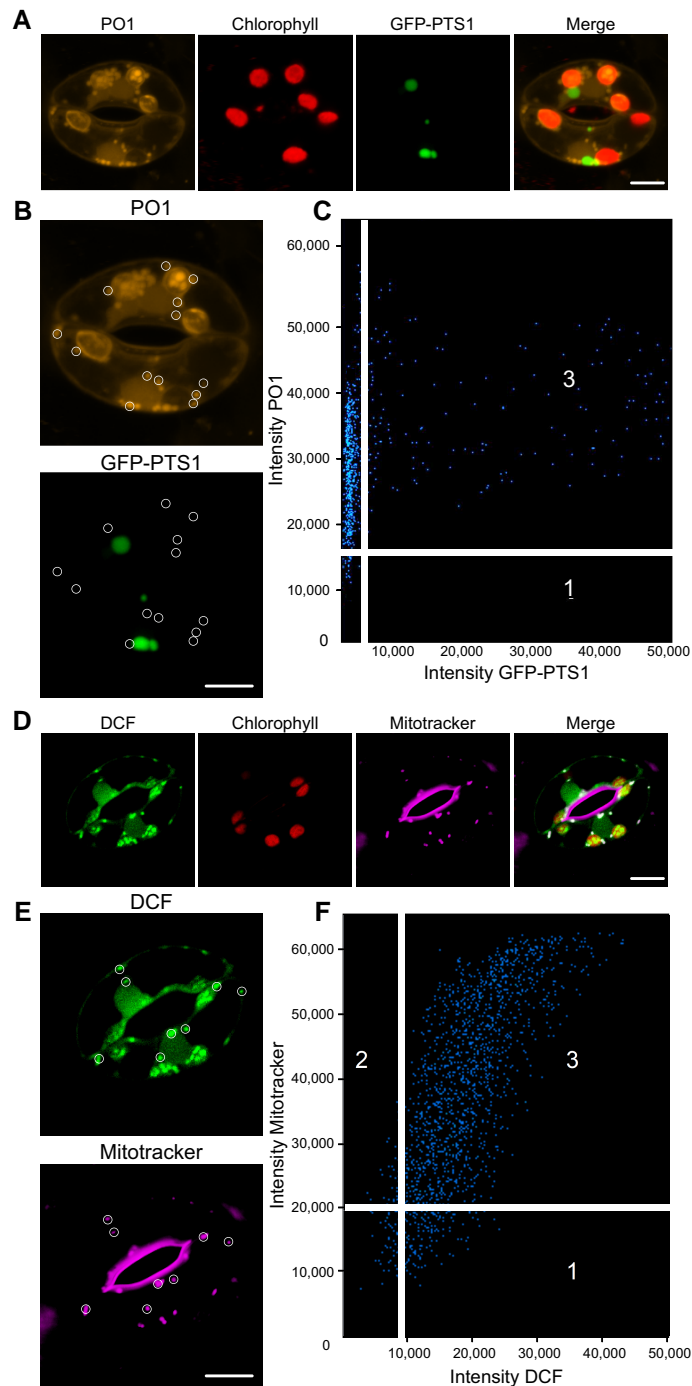 A
PO1 Chlorophyll GFP-PTS1 Merge
B
PO1
GFP-PTS1
C
Intensity PO1
60,000
50,000
40,000
30,000
20,000
10,000
0
3
1
10,000 20,000 30,000 40,000 50,000
Intensity GFP-PTS1
D
DCF Chlorophyll Mitotracker Merge
E
DCF
Mitotracker
F
Intensity Mitotracker
60,000
50,000
40,000
30,000
20,000
10,000
0
2
3
1
10,000 20,000 30,000 40,000 50,000
Intensity DCF